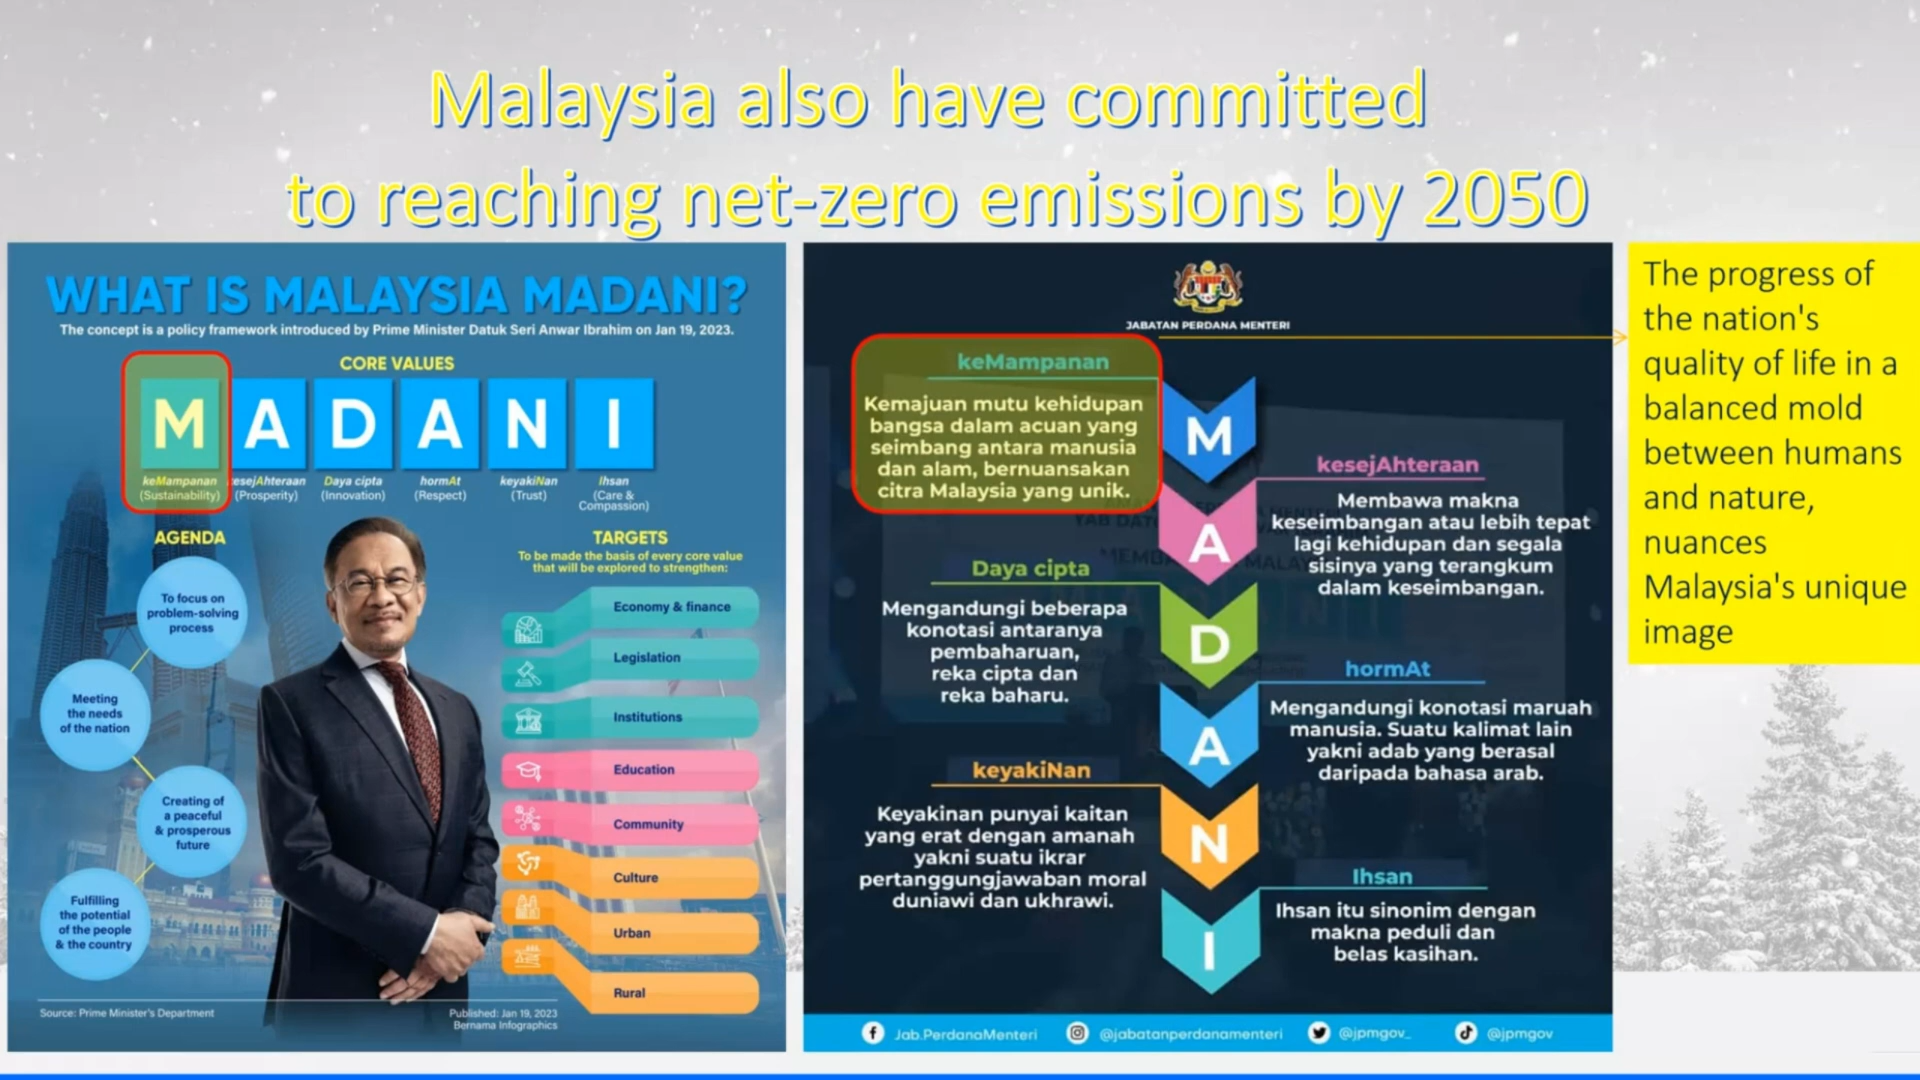 Malaysia also have committed
to reaching net-zero emissions by 2050
WHAT IS MALAYSIA MADANI?
The concept is a policy framework introduced by Prime Minister Datuk Seri Anwar Ibrahim on Jan 19, 2023.
CORE VALUES
M A D A N I
keMampanan
(Sustainability)
esejAhteraan
(Prosperity)
Daya cipta
(Innovation)
hormAt
(Respect)
keyakiNan
(Trust)
Ihsan
(Care &
Compassion)
AGENDA
To focus on
problem-solving
process
Meeting
the needs
of the nation
Creating of
a peaceful
& prosperous
future
Fulfilling
the potential
of the people
& the country
TARGETS
To be made the basis of every core value
that will be explored to strengthen:
Economy & finance
Legislation
Institutions
Education
Community
Culture
Urban
Rural
Source: Prime Minister's Department
Published: Jan 19, 2023
Bernama Infographics
JABATAN PERDANA MENTERI
keMampanan
Kemajuan mutu kehidupan
bangsa dalam acuan yang
seimbang antara manusia
dan alam, bernuansakan
citra Malaysia yang unik.
M
kesejAhteraan
Membawa makna
keseimbangan atau lebih tepat
lagi kehidupan dan segala
sisinya yang terangkum
dalam keseimbangan.
A
Daya cipta
Mengandungi beberapa
konotasi antaranya
pembaharuan,
reka cipta dan
reka baharu.
D
hormAt
Mengandungi konotasi maruah
manusia. Suatu kalimat lain
yakni adab yang berasal
daripada bahasa arab.
A
keyakiNan
Keyakinan punyai kaitan
yang erat dengan amanah
yakni suatu ikrar
pertanggungjawaban moral
duniawi dan ukhrawi.
N
Ihsan
Ihsan itu sinonim dengan
makna peduli dan
belas kasihan.
I
Jab.PerdanaMenteri
@jabatanperdanamenteri
@jpmgov_
@jpmgov
The progress of
the nation's
quality of life in a
balanced mold
between humans
and nature,
nuances
Malaysia's unique
image